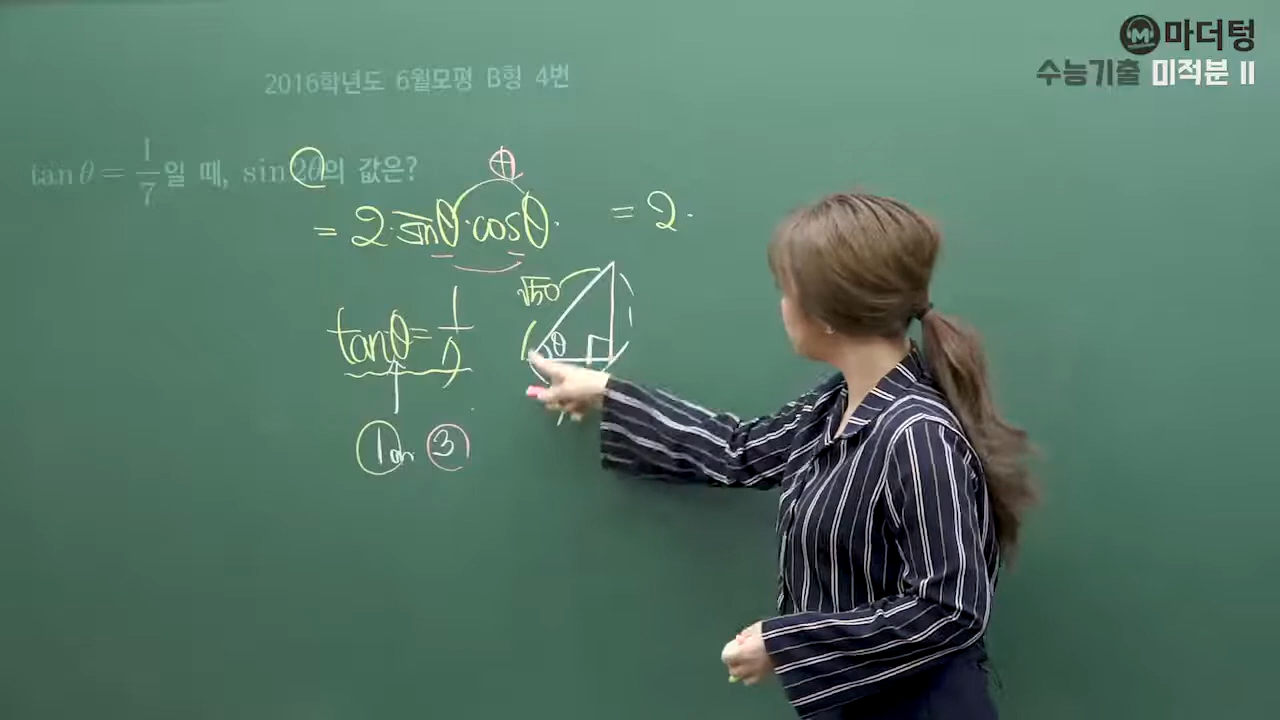 마더텅
수능기출 미적분 II
2016학년도 6월모평 B형 4번
tan θ = 1/7 일 때, sin 2θ의 값은?
⊕
= 2·sinθ·cosθ. = 2·
√50
tanθ = 1/7
θ
1 or 3